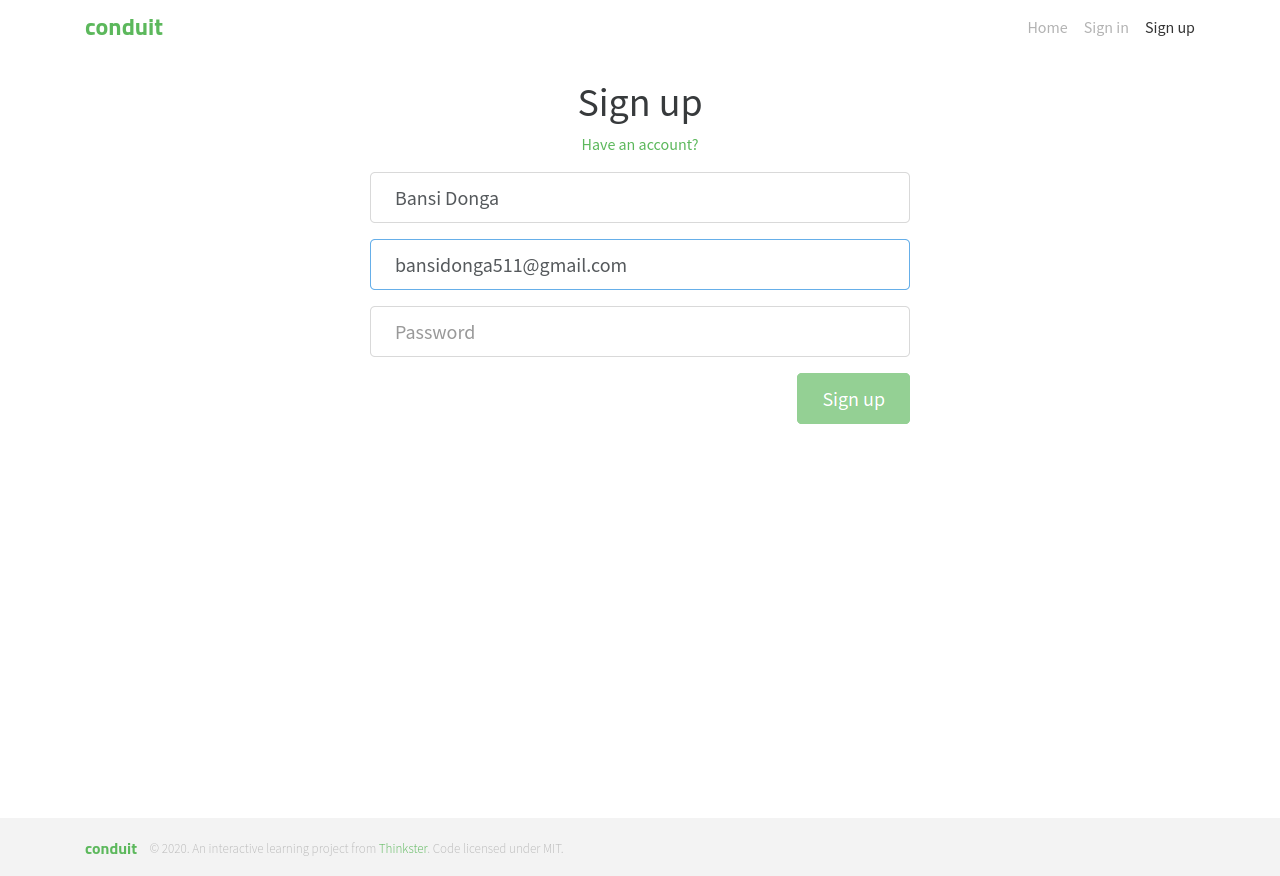 conduit
Home Sign in Sign up
Sign up
Have an account?
Bansi Donga
bansidonga511@gmail.com
Password
Sign up
conduit © 2020. An interactive learning project from Thinkster. Code licensed under MIT.